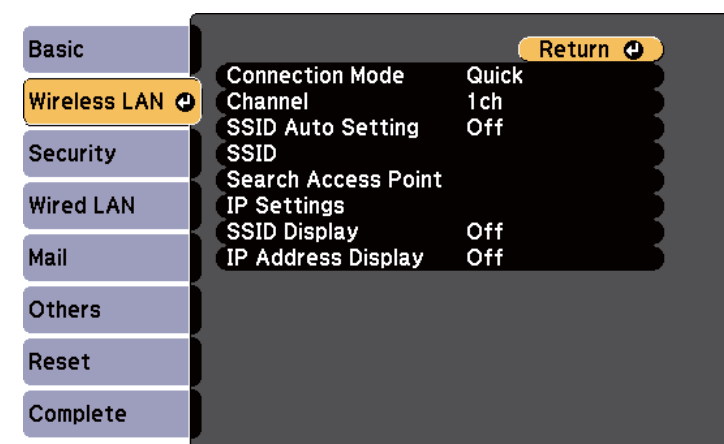 Basic
Wireless LAN
Security
Wired LAN
Mail
Others
Reset
Complete
Return
Connection Mode Quick
Channel 1ch
SSID Auto Setting Off
SSID
Search Access Point
IP Settings
SSID Display Off
IP Address Display Off